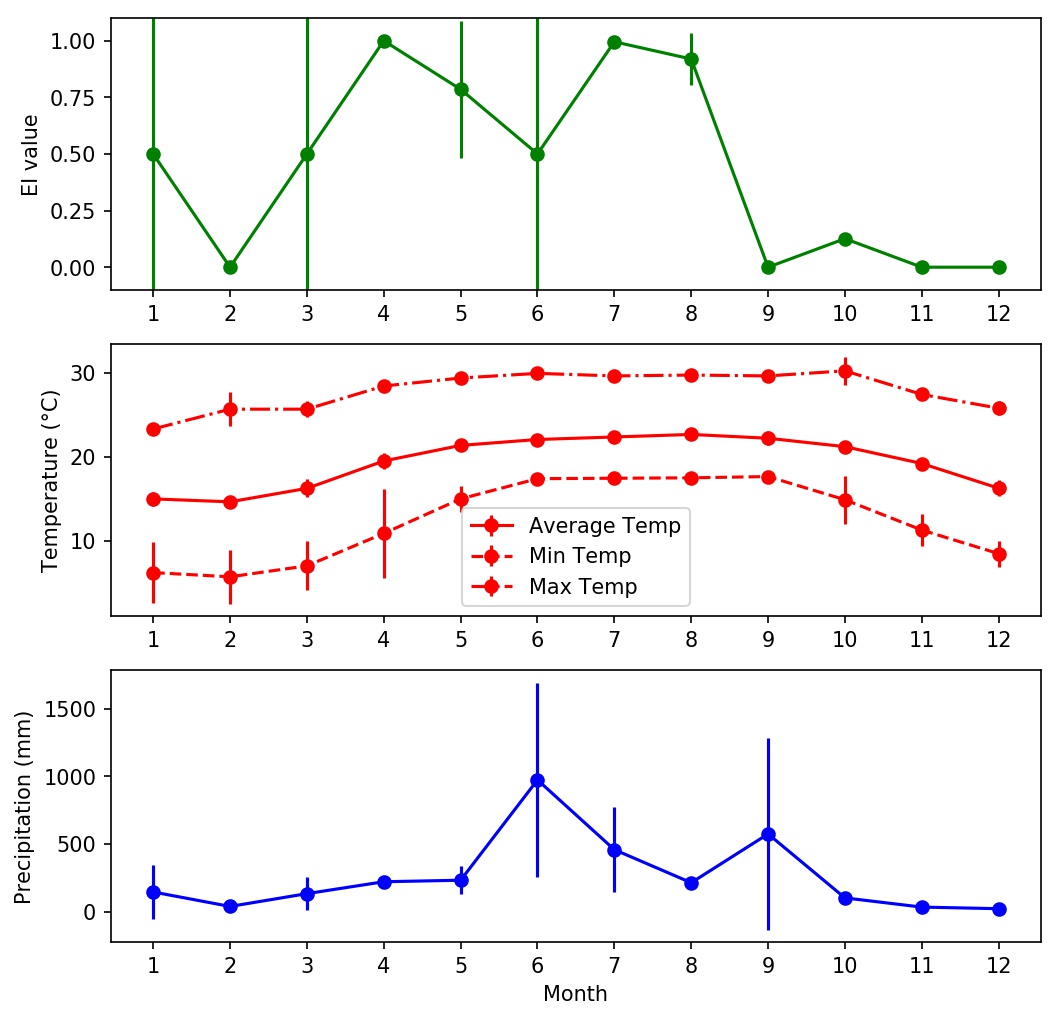 EI value
1.00
0.75
0.50
0.25
0.00
1 2 3 4 5 6 7 8 9 10 11 12
Temperature (°C)
30
20
10
Average Temp
Min Temp
Max Temp
1 2 3 4 5 6 7 8 9 10 11 12
Precipitation (mm)
1500
1000
500
0
1 2 3 4 5 6 7 8 9 10 11 12
Month